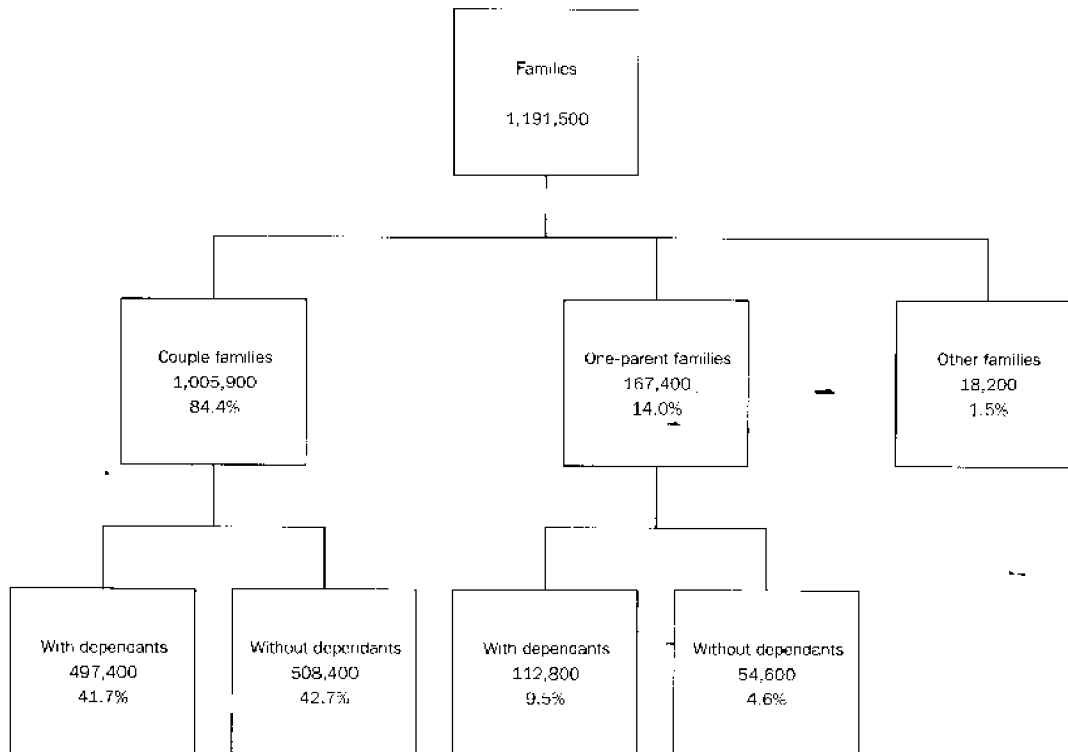 Families
1,191,500
Couple families
1,005,900
84.4%
One-parent families
167,400
14.0%
Other families
18,200
1.5%
With dependants
497,400
41.7%
Without dependants
508,400
42.7%
With dependants
112,800
9.5%
Without dependants
54,600
4.6%